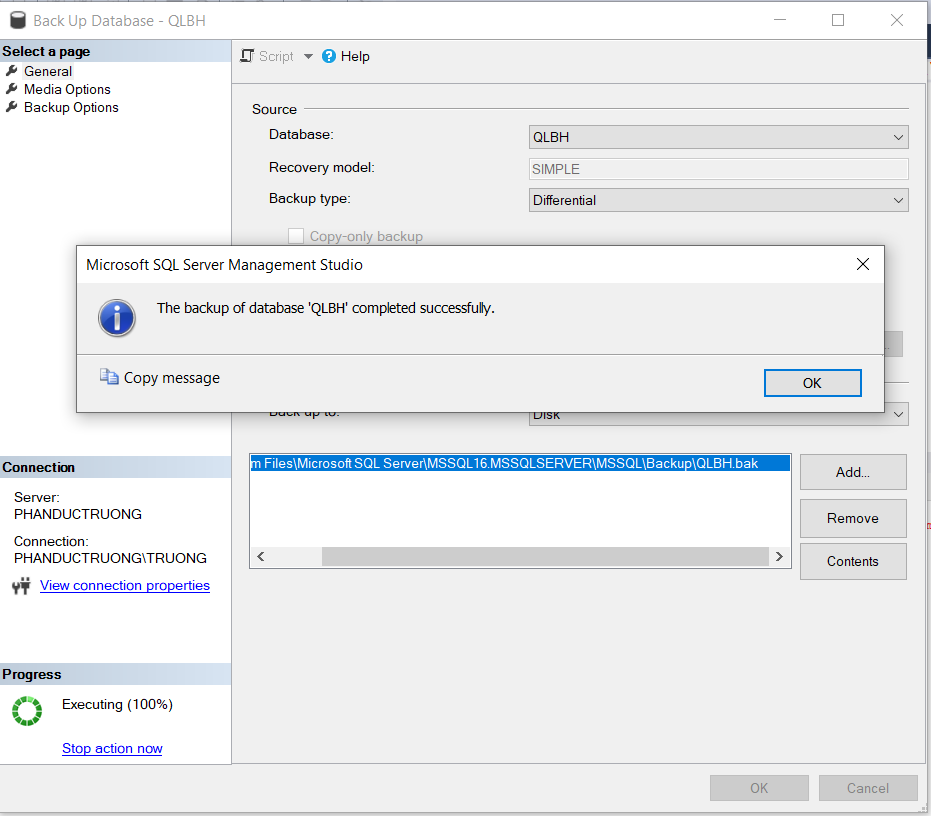 Back Up Database - QLBH
Select a page
General
Media Options
Backup Options
Script
Help
Source
Database:
QLBH
Recovery model:
SIMPLE
Backup type:
Differential
Copy-only backup
Microsoft SQL Server Management Studio
The backup of database 'QLBH' completed successfully.
Copy message
OK
Back up to:
Disk
m Files\Microsoft SQL Server\MSSQL16.MSSQLSERVER\MSSQL\Backup\QLBH.bak
Add...
Remove
Contents
Connection
Server:
PHANDUCTRUONG
Connection:
PHANDUCTRUONG\TRUONG
View connection properties
Progress
Executing (100%)
Stop action now
OK
Cancel